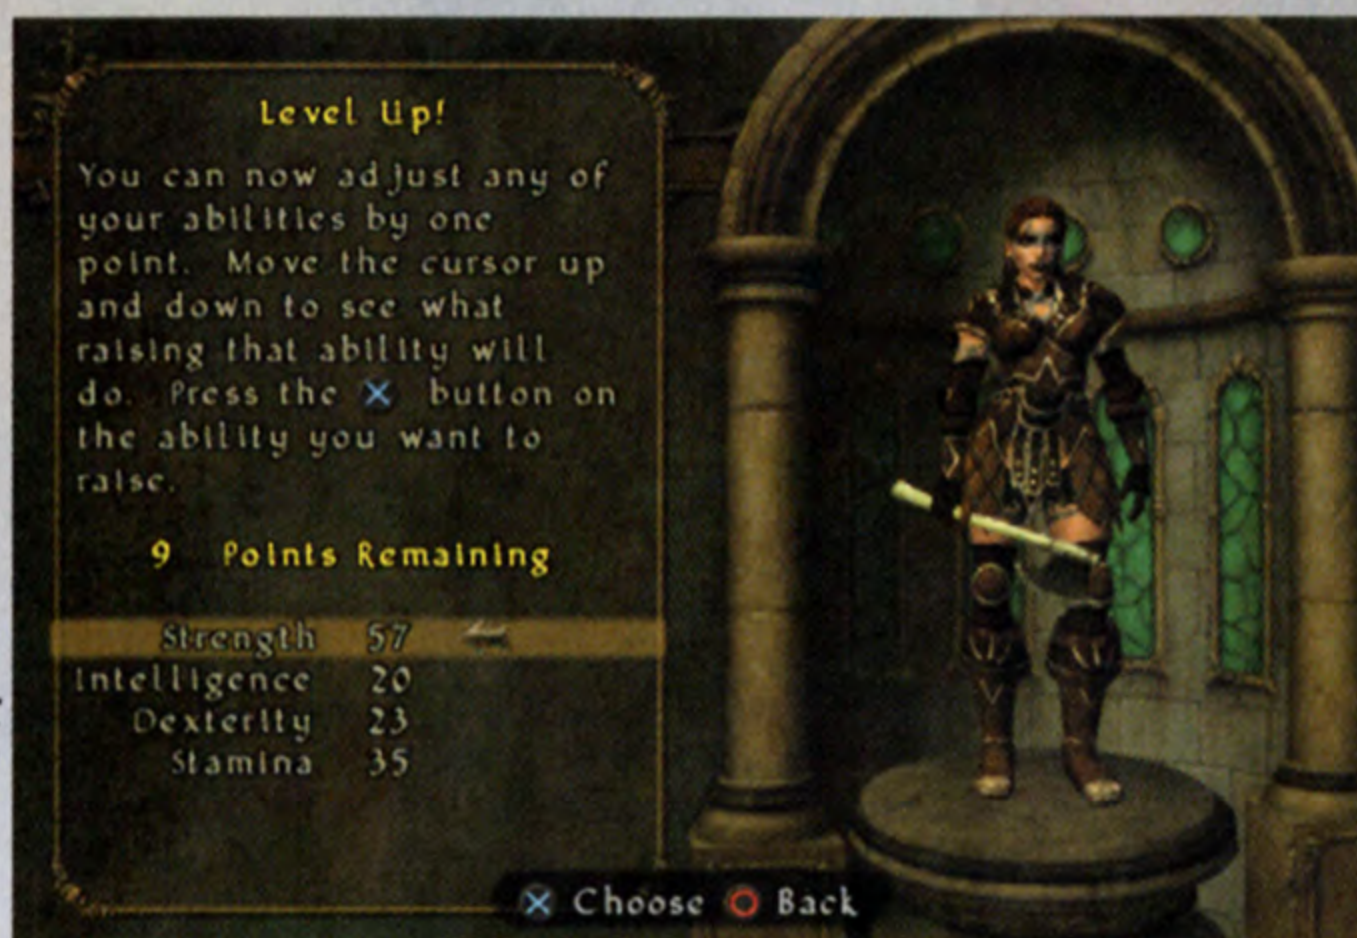 Level Up!
You can now adjust any of
your abilities by one
point. Move the cursor up
and down to see what
raising that ability will
do. Press the X button on
the ability you want to
raise.
9 Points Remaining
Strength 57
Intelligence 20
Dexterity 23
Stamina 35
X Choose O Back